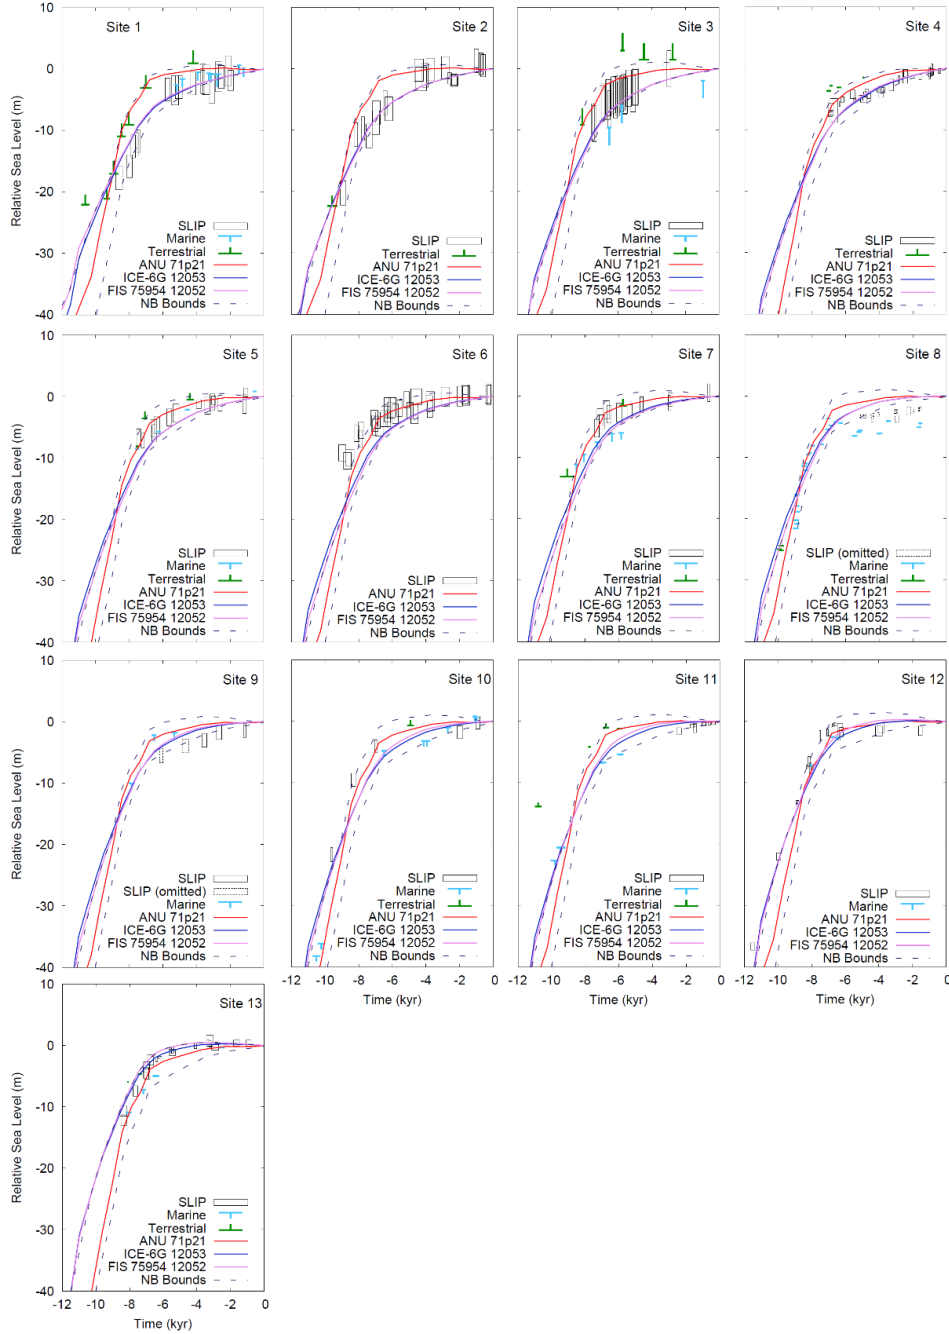 Site 1
Site 2
Site 3
Site 4
10
0
-10
-20
-30
-40
Relative Sea Level (m)
SLIP
Marine
Terrestrial
ANU 71p21
ICE-6G 12053
FIS 75954 12052
NB Bounds
SLIP
Terrestrial
ANU 71p21
ICE-6G 12053
FIS 75954 12052
NB Bounds
SLIP
Marine
Terrestrial
ANU 71p21
ICE-6G 12053
FIS 75954 12052
NB Bounds
SLIP
Terrestrial
ANU 71p21
ICE-6G 12053
FIS 75954 12052
NB Bounds
Site 5
Site 6
Site 7
Site 8
10
0
-10
-20
-30
-40
Relative Sea Level (m)
SLIP
Marine
Terrestrial
ANU 71p21
ICE-6G 12053
FIS 75954 12052
NB Bounds
SLIP
ANU 71p21
ICE-6G 12053
FIS 75954 12052
NB Bounds
SLIP
Marine
Terrestrial
ANU 71p21
ICE-6G 12053
FIS 75954 12052
NB Bounds
SLIP (omitted)
Marine
Terrestrial
ANU 71p21
ICE-6G 12053
FIS 75954 12052
NB Bounds
Site 9
Site 10
Site 11
Site 12
10
0
-10
-20
-30
-40
Relative Sea Level (m)
SLIP
SLIP (omitted)
Marine
ANU 71p21
ICE-6G 12053
FIS 75954 12052
NB Bounds
SLIP
Marine
Terrestrial
ANU 71p21
ICE-6G 12053
FIS 75954 12052
NB Bounds
-12 -10 -8 -6 -4 -2 0
Time (kyr)
SLIP
Marine
Terrestrial
ANU 71p21
ICE-6G 12053
FIS 75954 12052
NB Bounds
-12 -10 -8 -6 -4 -2 0
Time (kyr)
SLIP
Marine
ANU 71p21
ICE-6G 12053
FIS 75954 12052
NB Bounds
-12 -10 -8 -6 -4 -2 0
Time (kyr)
Site 13
10
0
-10
-20
-30
-40
Relative Sea Level (m)
SLIP
Marine
Terrestrial
ANU 71p21
ICE-6G 12053
FIS 75954 12052
NB Bounds
-12 -10 -8 -6 -4 -2 0
Time (kyr)